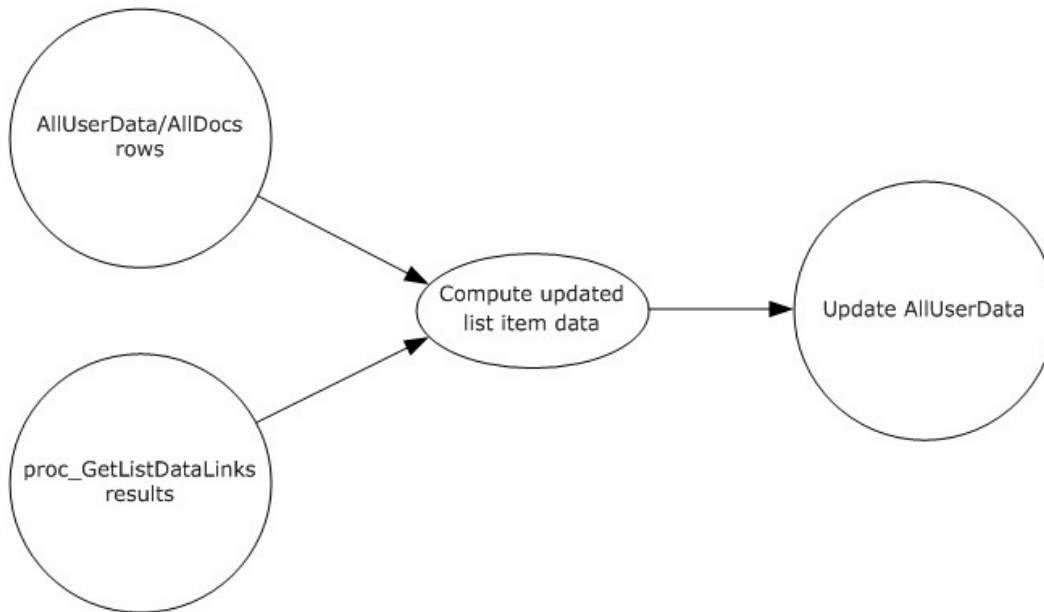 AllUserData/AllDocs
rows
Compute updated
list item data
Update AllUserData
proc_GetListDataLinks
results